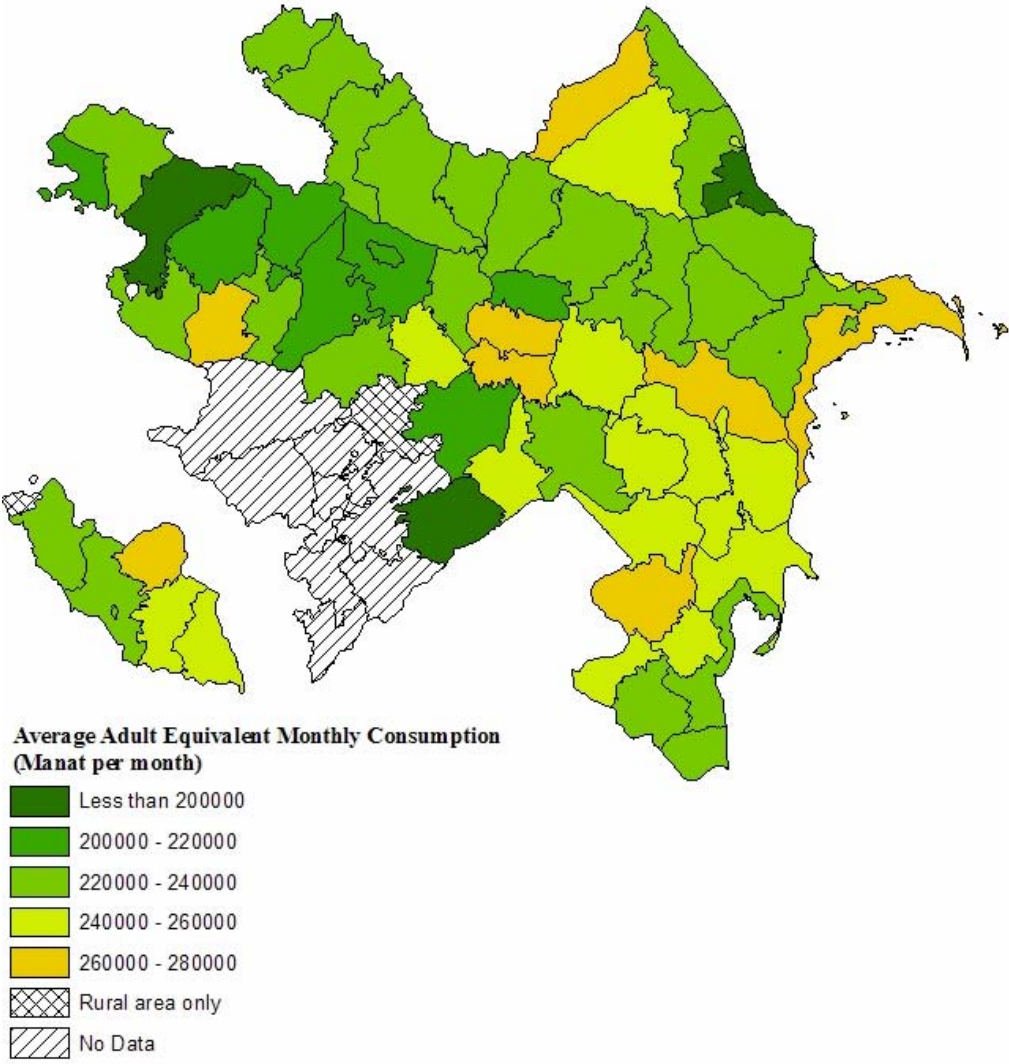 Average Adult Equivalent Monthly Consumption
(Manat per month)
Less than 200000
200000 - 220000
220000 - 240000
240000 - 260000
260000 - 280000
Rural area only
No Data